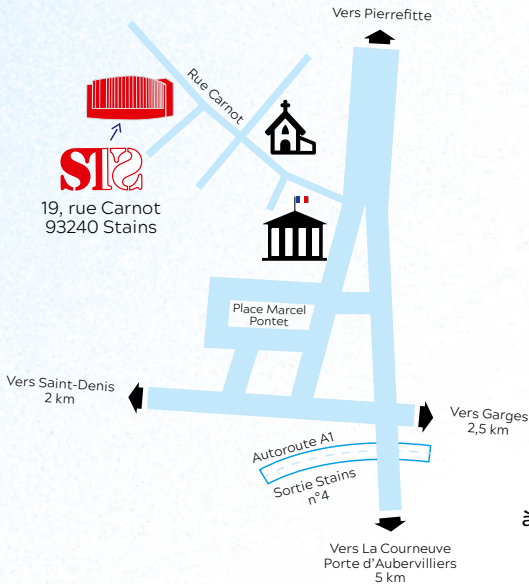 Vers Pierrefitte
Rue Carnot
STS
19, rue Carnot
93240 Stains
Place Marcel
Pontet
Vers Saint-Denis
2 km
Vers Garges
2,5 km
Autoroute A1
Sortie Stains
n°4
Vers La Courneuve
Porte d'Aubervilliers
5 km